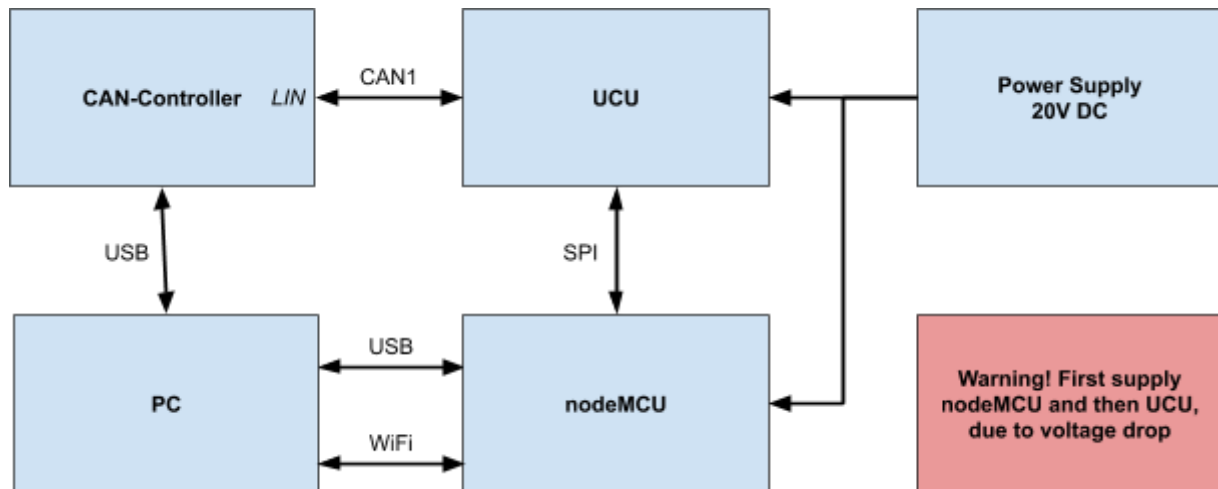 CAN-Controller
LIN
CAN1
UCU
Power Supply
20V DC
USB
SPI
PC
USB
WiFi
nodeMCU
Warning! First supply
nodeMCU and then UCU,
due to voltage drop